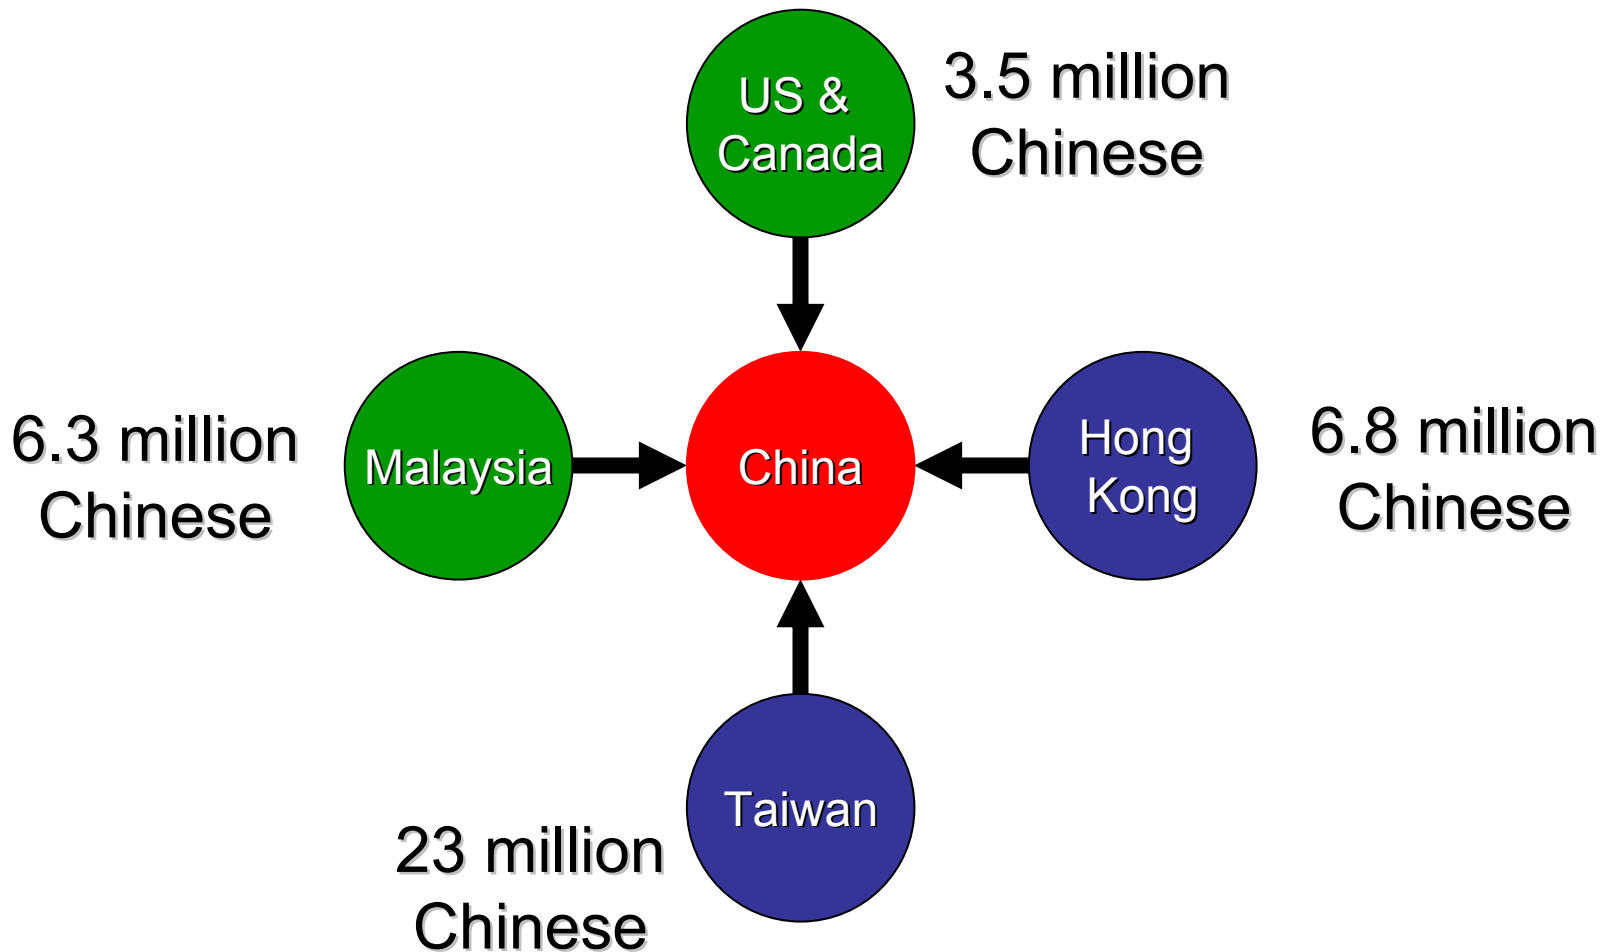 US &
Canada
3.5 million
Chinese
6.3 million
Chinese
Malaysia
China
Hong
Kong
6.8 million
Chinese
Taiwan
23 million
Chinese